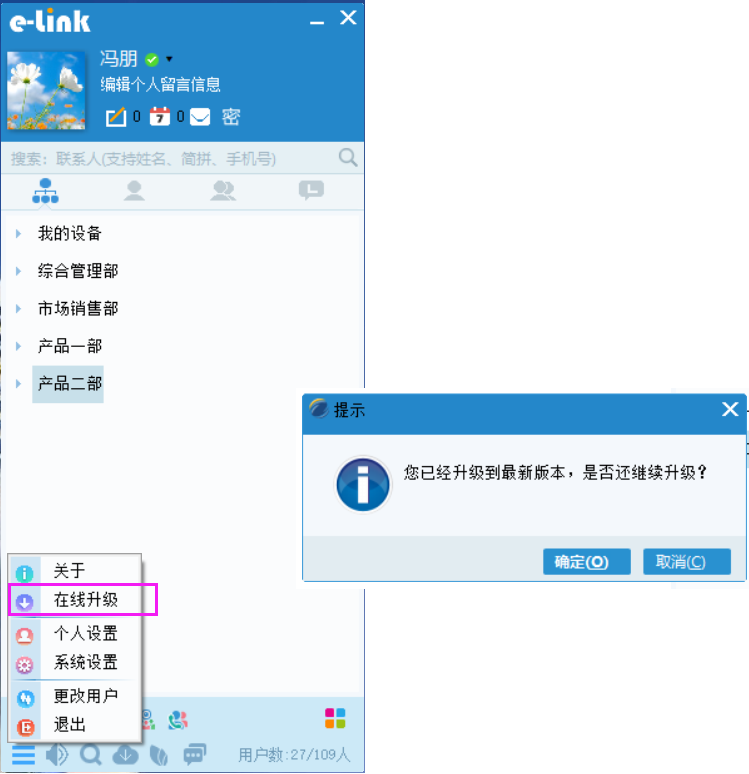 e-Link
冯朋
编辑个人留言信息
0 7 0 密
搜索：联系人(支持姓名、简拼、手机号)
我的设备
综合管理部
市场销售部
产品一部
产品二部
提示
您已经升级到最新版本，是否还继续升级？
确定(O) 取消(C)
关于
在线升级
个人设置
系统设置
更改用户
退出
用户数:27/109人